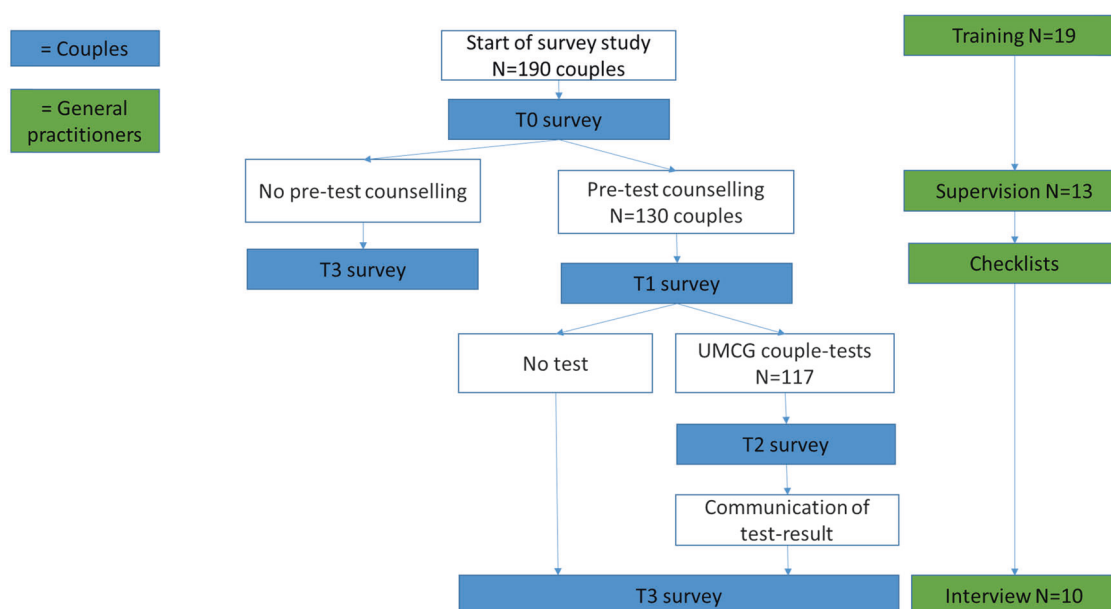 = Couples
= General
practitioners
Start of survey study
N=190 couples
T0 survey
No pre-test counselling
Pre-test counselling
N=130 couples
T3 survey
T1 survey
No test
UMCG couple-tests
N=117
T2 survey
Communication of
test-result
T3 survey
Training N=19
Supervision N=13
Checklists
Interview N=10